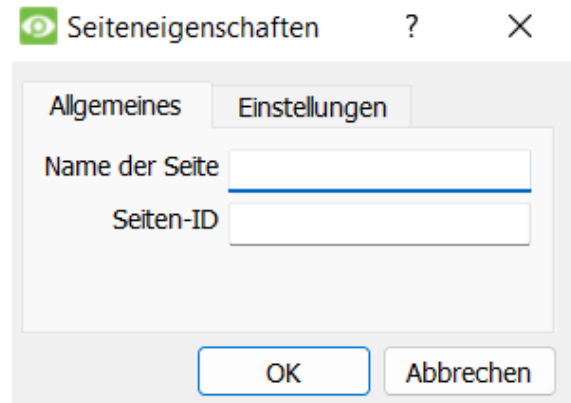 Seiteneigenschaften ?
Allgemeines Einstellungen
Name der Seite
Seiten-ID
OK Abbrechen